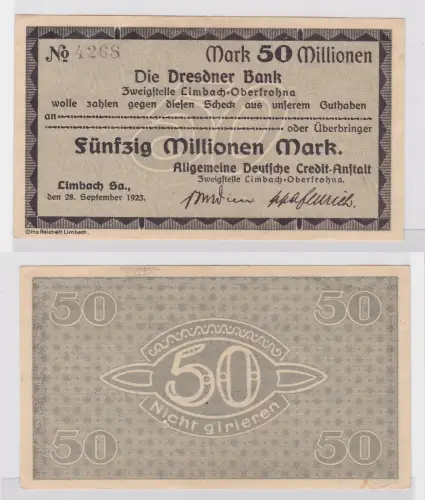 No 4268 Mark 50 Millionen
Die Dresdner Bank
Zweigstelle Limbach-Oberfrohna
wolle zahlen gegen diesen Scheck aus unserem Guthaben
an
oder Überbringer
Fünfzig Millionen Mark.
Allgemeine Deutsche Credit-Anstalt
Zweigstelle Limbach-Oberfrohna.
Limbach Sa.,
den 28. September 1923.
Otto Reichelt Limbach.
50 50
50
Nicht girieren
50 50